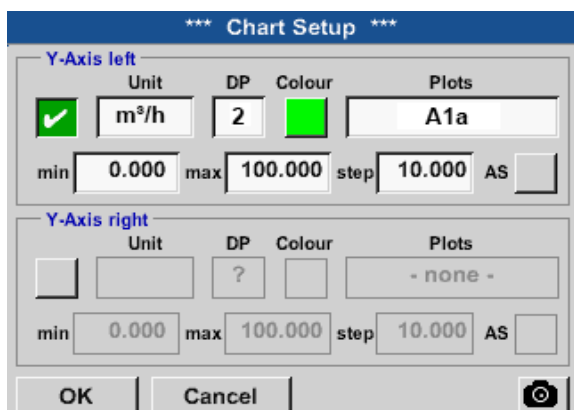 *** Chart Setup ***
Y-Axis left
Unit DP Colour Plots
m³/h 2 A1a
min 0.000 max 100.000 step 10.000 AS
Y-Axis right
Unit DP Colour Plots
? - none -
min 0.000 max 100.000 step 10.000 AS
OK Cancel